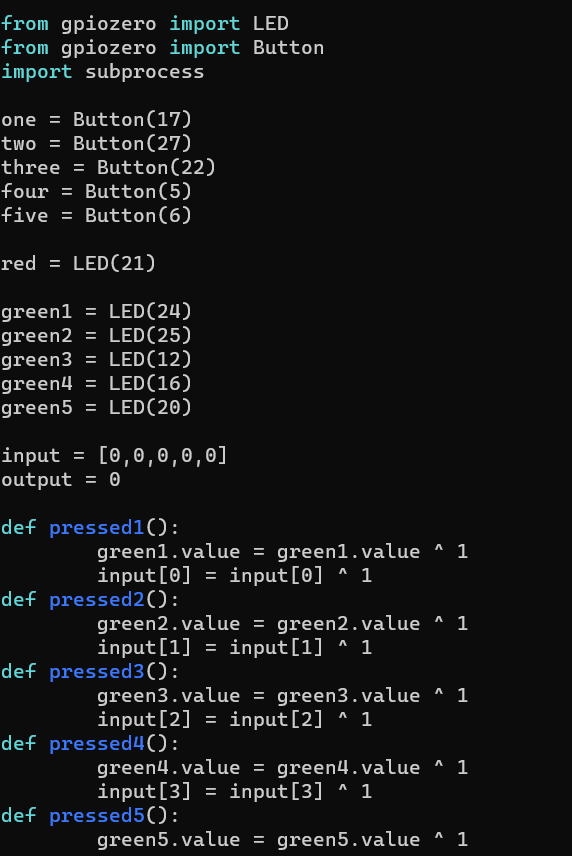 from gpiozero import LED
from gpiozero import Button
import subprocess

one = Button(17)
two = Button(27)
three = Button(22)
four = Button(5)
five = Button(6)

red = LED(21)

green1 = LED(24)
green2 = LED(25)
green3 = LED(12)
green4 = LED(16)
green5 = LED(20)

input = [0,0,0,0,0]
output = 0

def pressed1():
        green1.value = green1.value ^ 1
        input[0] = input[0] ^ 1
def pressed2():
        green2.value = green2.value ^ 1
        input[1] = input[1] ^ 1
def pressed3():
        green3.value = green3.value ^ 1
        input[2] = input[2] ^ 1
def pressed4():
        green4.value = green4.value ^ 1
        input[3] = input[3] ^ 1
def pressed5():
        green5.value = green5.value ^ 1